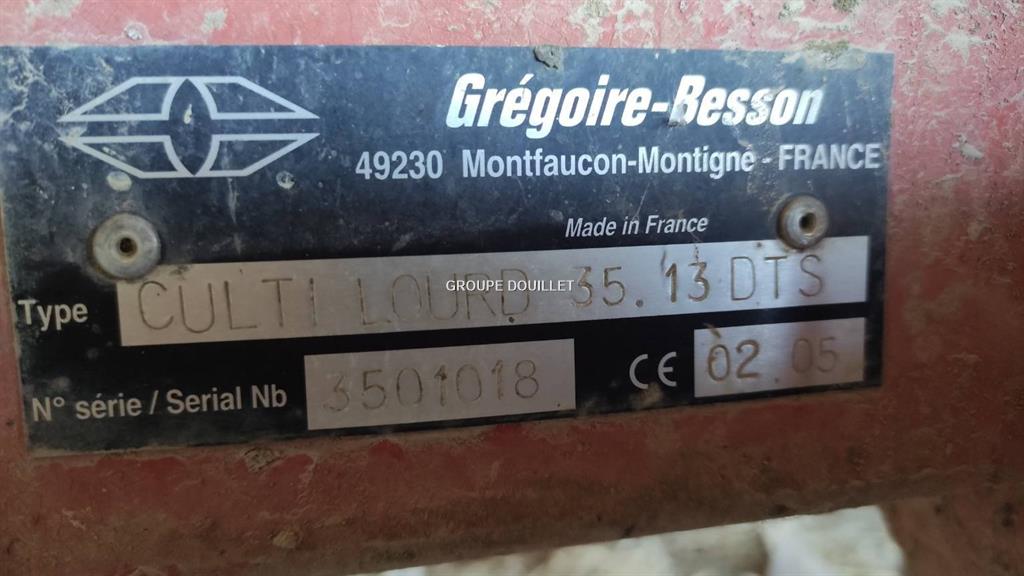 Grégoire-Besson
49230 Montfaucon-Montigne - FRANCE
Made in France
Type CULTI LOURD 35.13 DTS
GROUPE DOUILLET
N° série / Serial Nb 3501018 CE 02.05